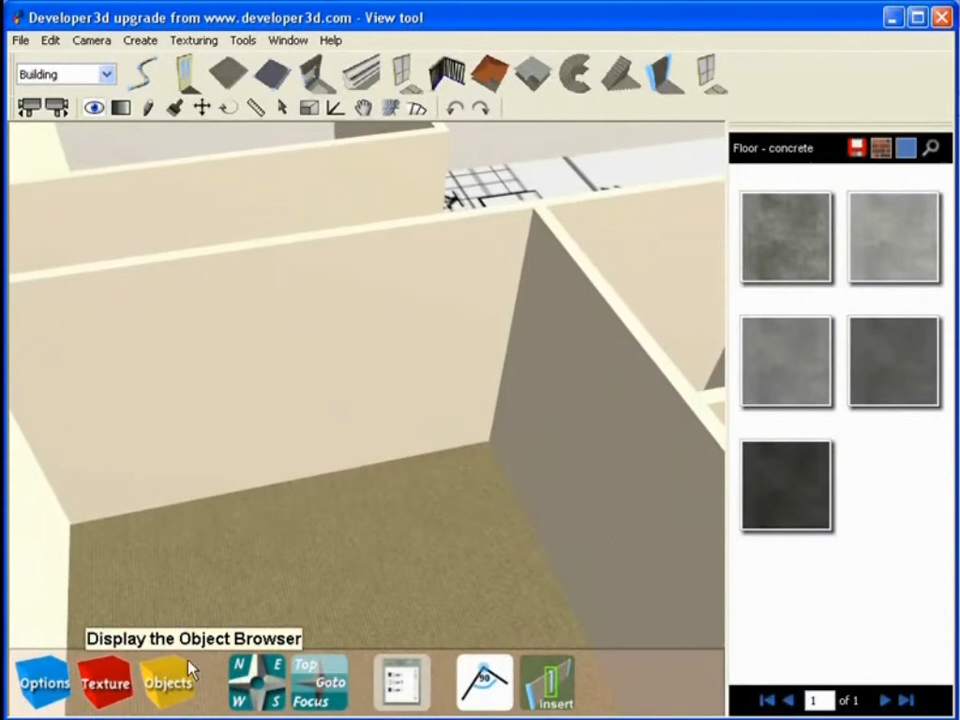 Developer3d upgrade from www.developer3d.com - View tool
File Edit Camera Create Texturing Tools Window Help
Building
Floor - concrete
Display the Object Browser
Options Texture Objects
N E W S
Top Goto Focus
90
Insert
1 of 1